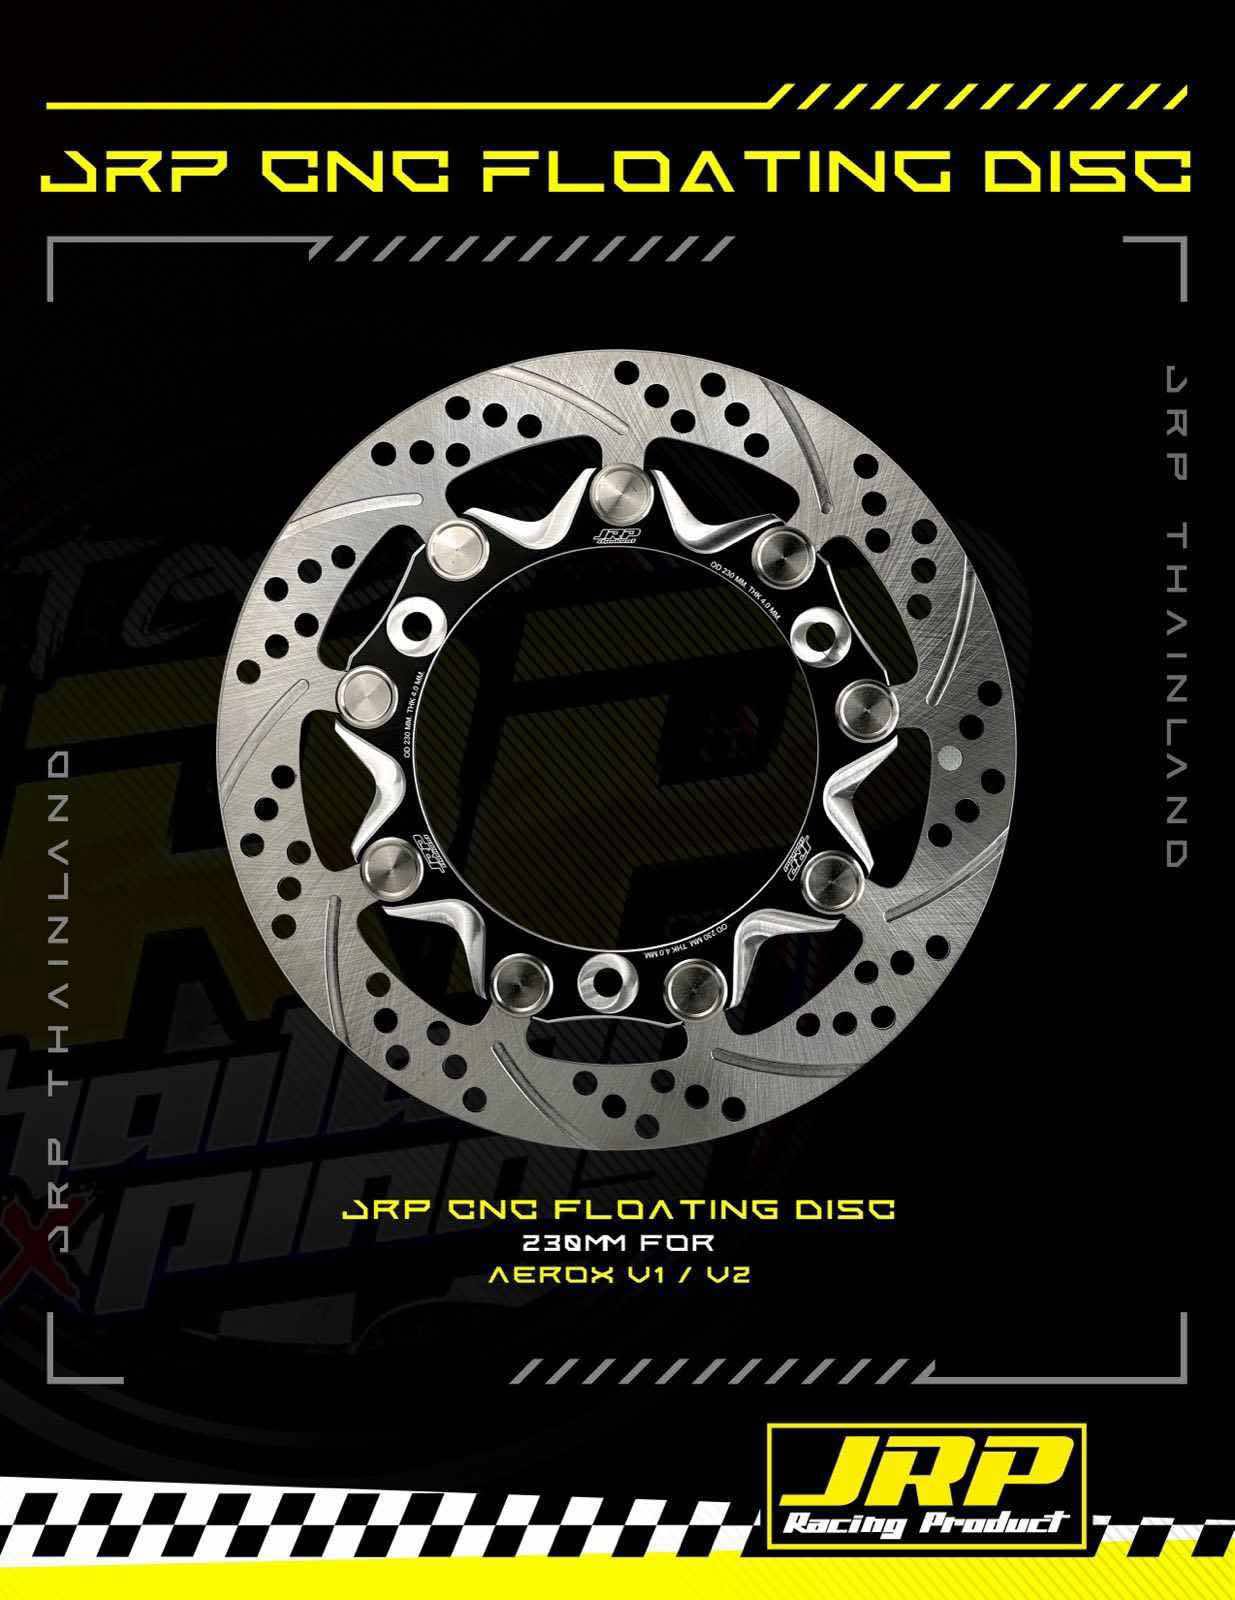 JRP CNC FLOATING DISC
JRP THAINLAND
JRP THAINLAND
JRP
OD 230 MM. THK 4.0 MM.
OD 230 MM. THK 4.0 MM.
JRP
JRP
OD 230 MM. THK 4.0 MM.
JRP CNC FLOATING DISC
230MM FOR
AEROX V1 / V2
JRP
Racing Product